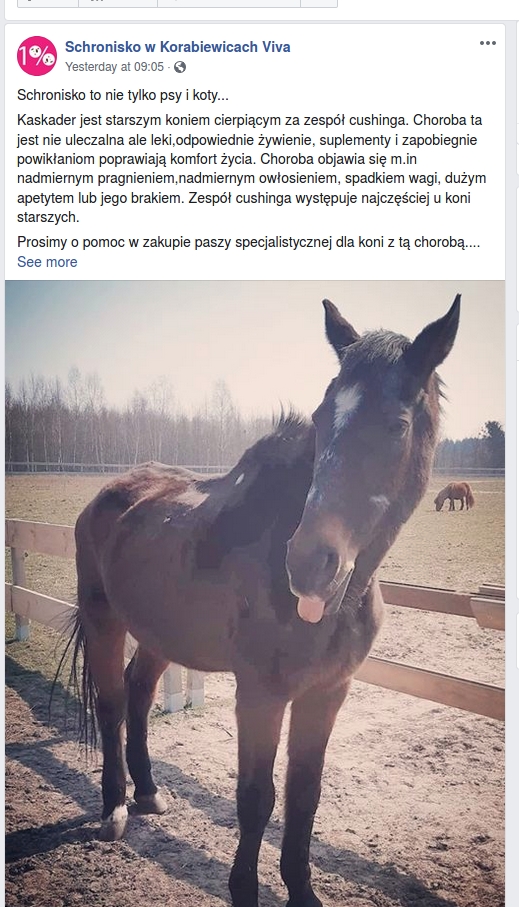 1%
Schronisko w Korabiewicach Viva
Yesterday at 09:05 ·
Schronisko to nie tylko psy i koty...
Kaskader jest starszym koniem cierpiącym za zespół cushinga. Choroba ta
jest nie uleczalna ale leki,odpowiednie żywienie, suplementy i zapobiegnie
powikłaniom poprawiają komfort życia. Choroba objawia się m.in
nadmiernym pragnieniem,nadmiernym owłosieniem, spadkiem wagi, dużym
apetytem lub jego brakiem. Zespół cushinga występuje najczęściej u koni
starszych.
Prosimy o pomoc w zakupie paszy specjalistycznej dla koni z tą chorobą....
See more